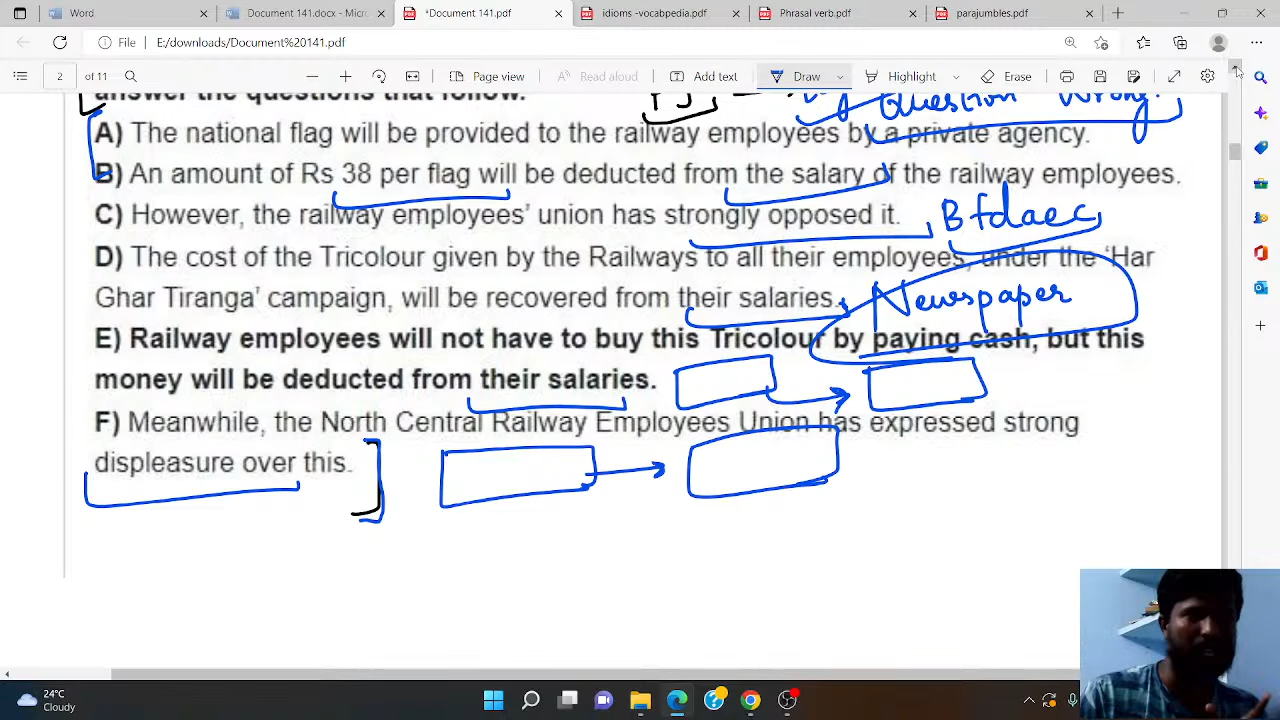 Word
Document 141.docx - Micros
*Document 141.pdf
idioms -vocabpedia.pdf
Phrasal verb.pdf
parajumbles.pdf
File
E:/downloads/Document%20141.pdf
2 of 11
Page view
Read aloud
Add text
Draw
Highlight
Erase
answer the questions that follow.
PJ
Question wrong.
A) The national flag will be provided to the railway employees by a private agency.
B) An amount of Rs 38 per flag will be deducted from the salary of the railway employees.
C) However, the railway employees' union has strongly opposed it.
Bfdaec
D) The cost of the Tricolour given by the Railways to all their employees, under the 'Har
Ghar Tiranga' campaign, will be recovered from their salaries.
Newspaper
E) Railway employees will not have to buy this Tricolour by paying cash, but this
money will be deducted from their salaries.
F) Meanwhile, the North Central Railway Employees Union has expressed strong
displeasure over this.
24°C
Cloudy